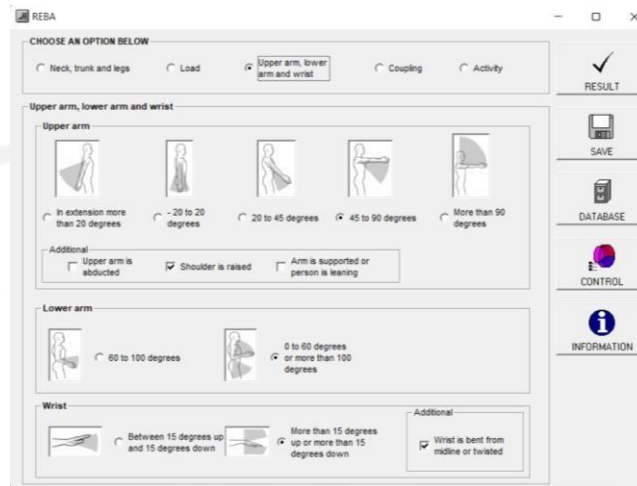 REBA
CHOOSE AN OPTION BELOW
Neck, trunk and legs
Load
Upper arm, lower
arm and wrist
Coupling
Activity
Upper arm, lower arm and wrist
Upper arm
In extension more
than 20 degrees
- 20 to 20
degrees
20 to 45 degrees
45 to 90 degrees
More than 90
degrees
Additional
Upper arm is
abducted
Shoulder is raised
Arm is supported or
person is leaning
Lower arm
60 to 100 degrees
0 to 60 degrees
or more than 100
degrees
Wrist
Between 15 degrees up
and 15 degrees down
More than 15 degrees
up or more than 15
degrees down
Additional
Wrist is bent from
midline or twisted
RESULT
SAVE
DATABASE
CONTROL
INFORMATION